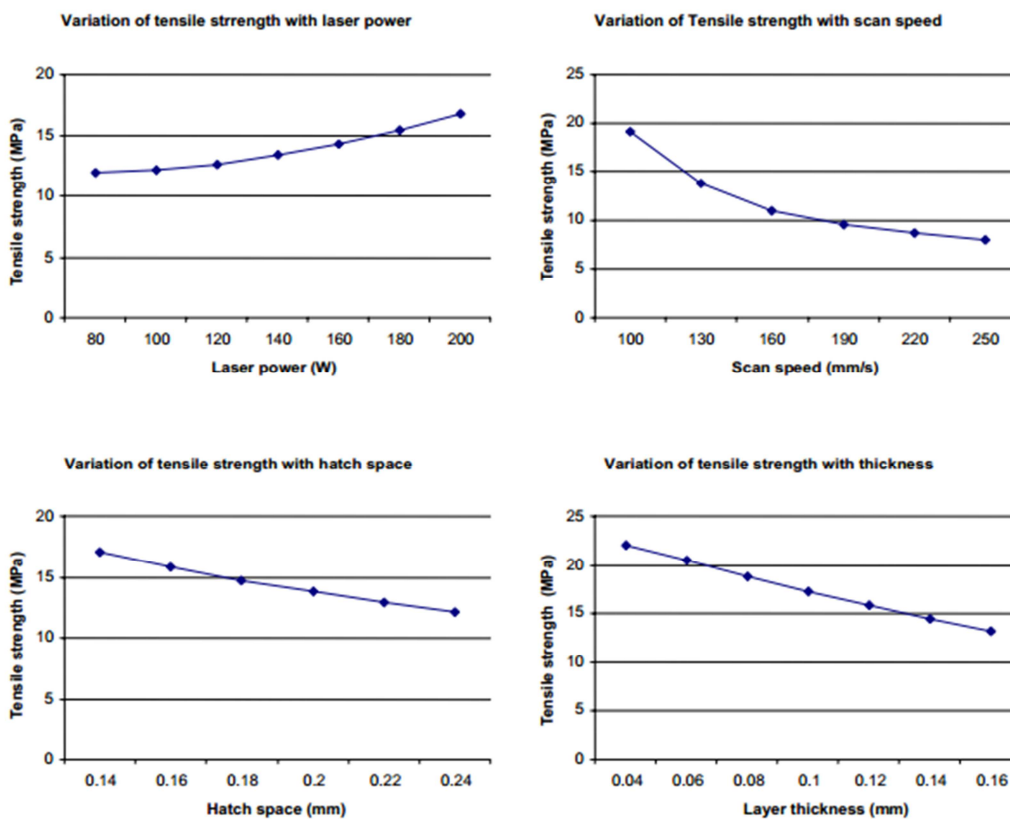 Variation of tensile strrength with laser power
20
15
10
5
0
Tensile strength (MPa)
80 100 120 140 160 180 200
Laser power (W)
Variation of Tensile strength with scan speed
25
20
15
10
5
0
Tensile strength (MPa)
100 130 160 190 220 250
Scan speed (mm/s)
Variation of tensile strength with hatch space
20
15
10
5
0
Tensile strength (MPa)
0.14 0.16 0.18 0.2 0.22 0.24
Hatch space (mm)
Variation of tensile strength with thickness
25
20
15
10
5
0
Tensile strength (MPa)
0.04 0.06 0.08 0.1 0.12 0.14 0.16
Layer thickness (mm)